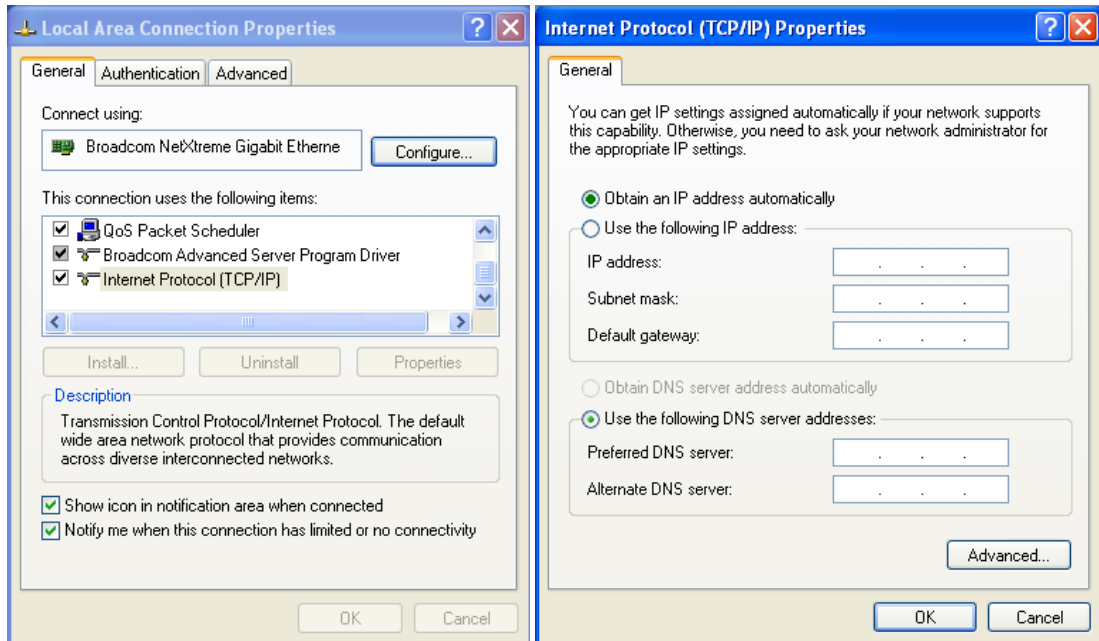 Local Area Connection Properties
General
Authentication
Advanced
Connect using:
Broadcom NetXtreme Gigabit Etherne
Configure...
This connection uses the following items:
QoS Packet Scheduler
Broadcom Advanced Server Program Driver
Internet Protocol (TCP/IP)
Install...
Uninstall
Properties
Description
Transmission Control Protocol/Internet Protocol. The default
wide area network protocol that provides communication
across diverse interconnected networks.
Show icon in notification area when connected
Notify me when this connection has limited or no connectivity
OK
Cancel
Internet Protocol (TCP/IP) Properties
General
You can get IP settings assigned automatically if your network supports
this capability. Otherwise, you need to ask your network administrator for
the appropriate IP settings.
Obtain an IP address automatically
Use the following IP address:
IP address:
Subnet mask:
Default gateway:
Obtain DNS server address automatically
Use the following DNS server addresses:
Preferred DNS server:
Alternate DNS server:
Advanced...
OK
Cancel